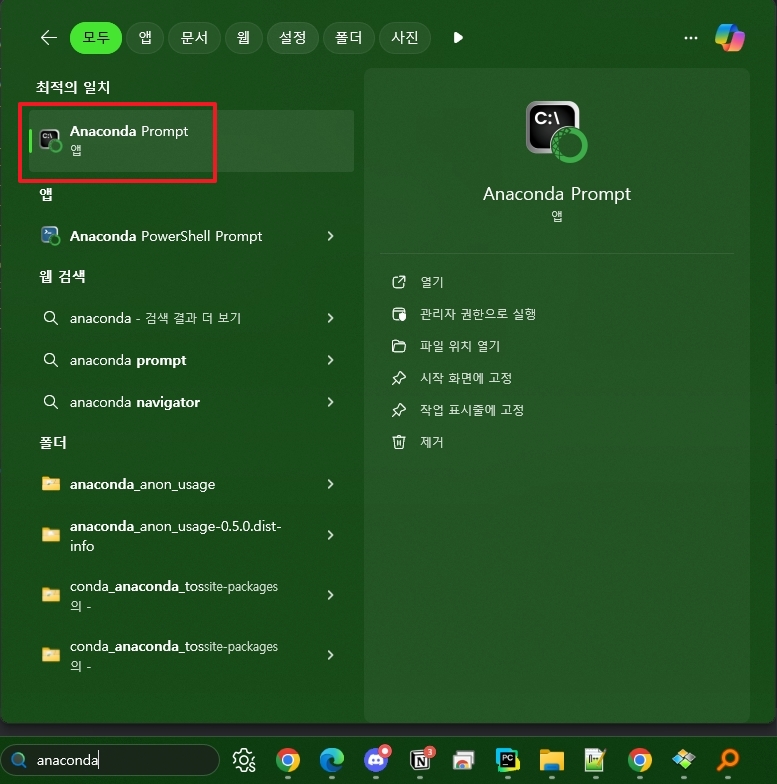 모두 앱 문서 웹 설정 폴더 사진
최적의 일치
Anaconda Prompt
앱
앱
Anaconda PowerShell Prompt
웹 검색
anaconda - 검색 결과 더 보기
anaconda prompt
anaconda navigator
폴더
anaconda_anon_usage
anaconda_anon_usage-0.5.0.dist-
info
conda_anaconda_tossite-packages
의 -
conda_anaconda_tossite-packages
의 -
C:\
Anaconda Prompt
앱
열기
관리자 권한으로 실행
파일 위치 열기
시작 화면에 고정
작업 표시줄에 고정
제거
anaconda
3
PC